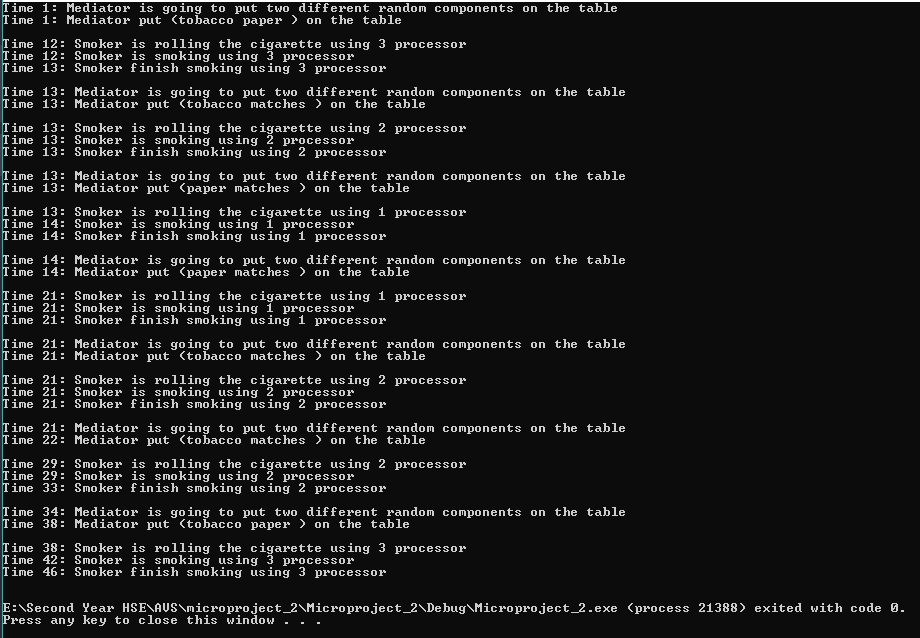 Time 1: Mediator is going to put two different random components on the table
Time 1: Mediator put (tobacco paper ) on the table
Time 12: Smoker is rolling the cigarette using 3 processor
Time 12: Smoker is smoking using 3 processor
Time 13: Smoker finish smoking using 3 processor
Time 13: Mediator is going to put two different random components on the table
Time 13: Mediator put (tobacco matches ) on the table
Time 13: Smoker is rolling the cigarette using 2 processor
Time 13: Smoker is smoking using 2 processor
Time 13: Smoker finish smoking using 2 processor
Time 13: Mediator is going to put two different random components on the table
Time 13: Mediator put (paper matches ) on the table
Time 13: Smoker is rolling the cigarette using 1 processor
Time 14: Smoker is smoking using 1 processor
Time 14: Smoker finish smoking using 1 processor
Time 14: Mediator is going to put two different random components on the table
Time 14: Mediator put (paper matches ) on the table
Time 21: Smoker is rolling the cigarette using 1 processor
Time 21: Smoker is smoking using 1 processor
Time 21: Smoker finish smoking using 1 processor
Time 21: Mediator is going to put two different random components on the table
Time 21: Mediator put (tobacco matches ) on the table
Time 21: Smoker is rolling the cigarette using 2 processor
Time 21: Smoker is smoking using 2 processor
Time 21: Smoker finish smoking using 2 processor
Time 21: Mediator is going to put two different random components on the table
Time 22: Mediator put (tobacco matches ) on the table
Time 29: Smoker is rolling the cigarette using 2 processor
Time 29: Smoker is smoking using 2 processor
Time 33: Smoker finish smoking using 2 processor
Time 34: Mediator is going to put two different random components on the table
Time 38: Mediator put (tobacco paper ) on the table
Time 38: Smoker is rolling the cigarette using 3 processor
Time 42: Smoker is smoking using 3 processor
Time 46: Smoker finish smoking using 3 processor
E:\Second Year HSE\AVS\microproject_2\Microproject_2\Debug\Microproject_2.exe (process 21388) exited with code 0.
Press any key to close this window . . .